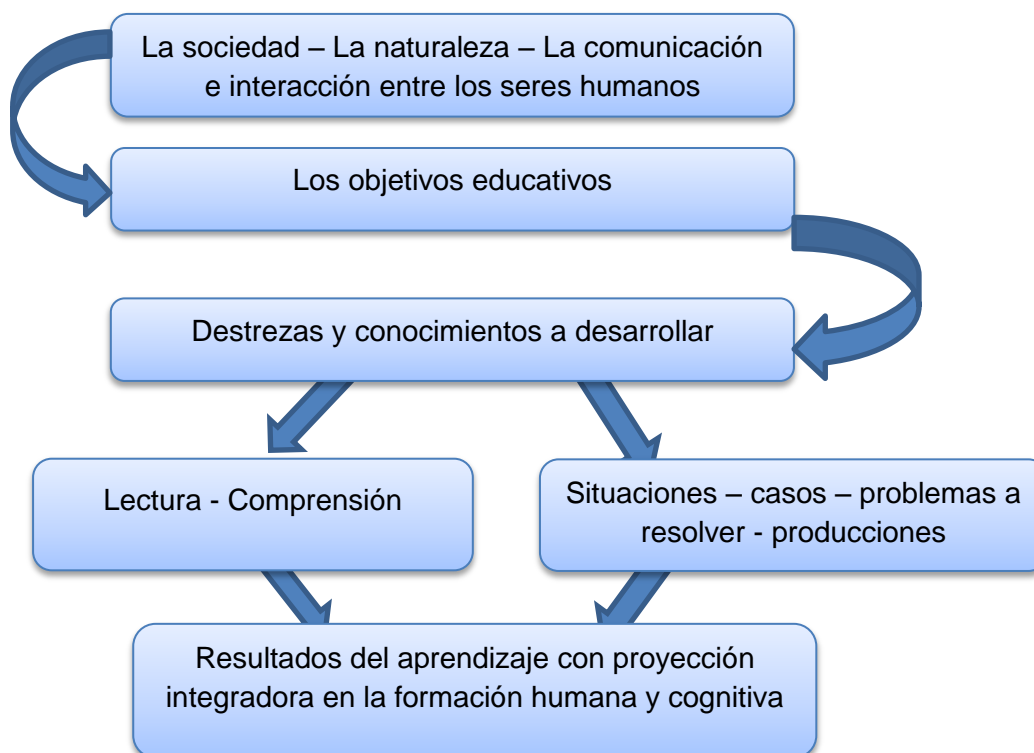 La sociedad – La naturaleza – La comunicación
e interacción entre los seres humanos
Los objetivos educativos
Destrezas y conocimientos a desarrollar
Lectura - Comprensión
Situaciones – casos – problemas a
resolver - producciones
Resultados del aprendizaje con proyección
integradora en la formación humana y cognitiva